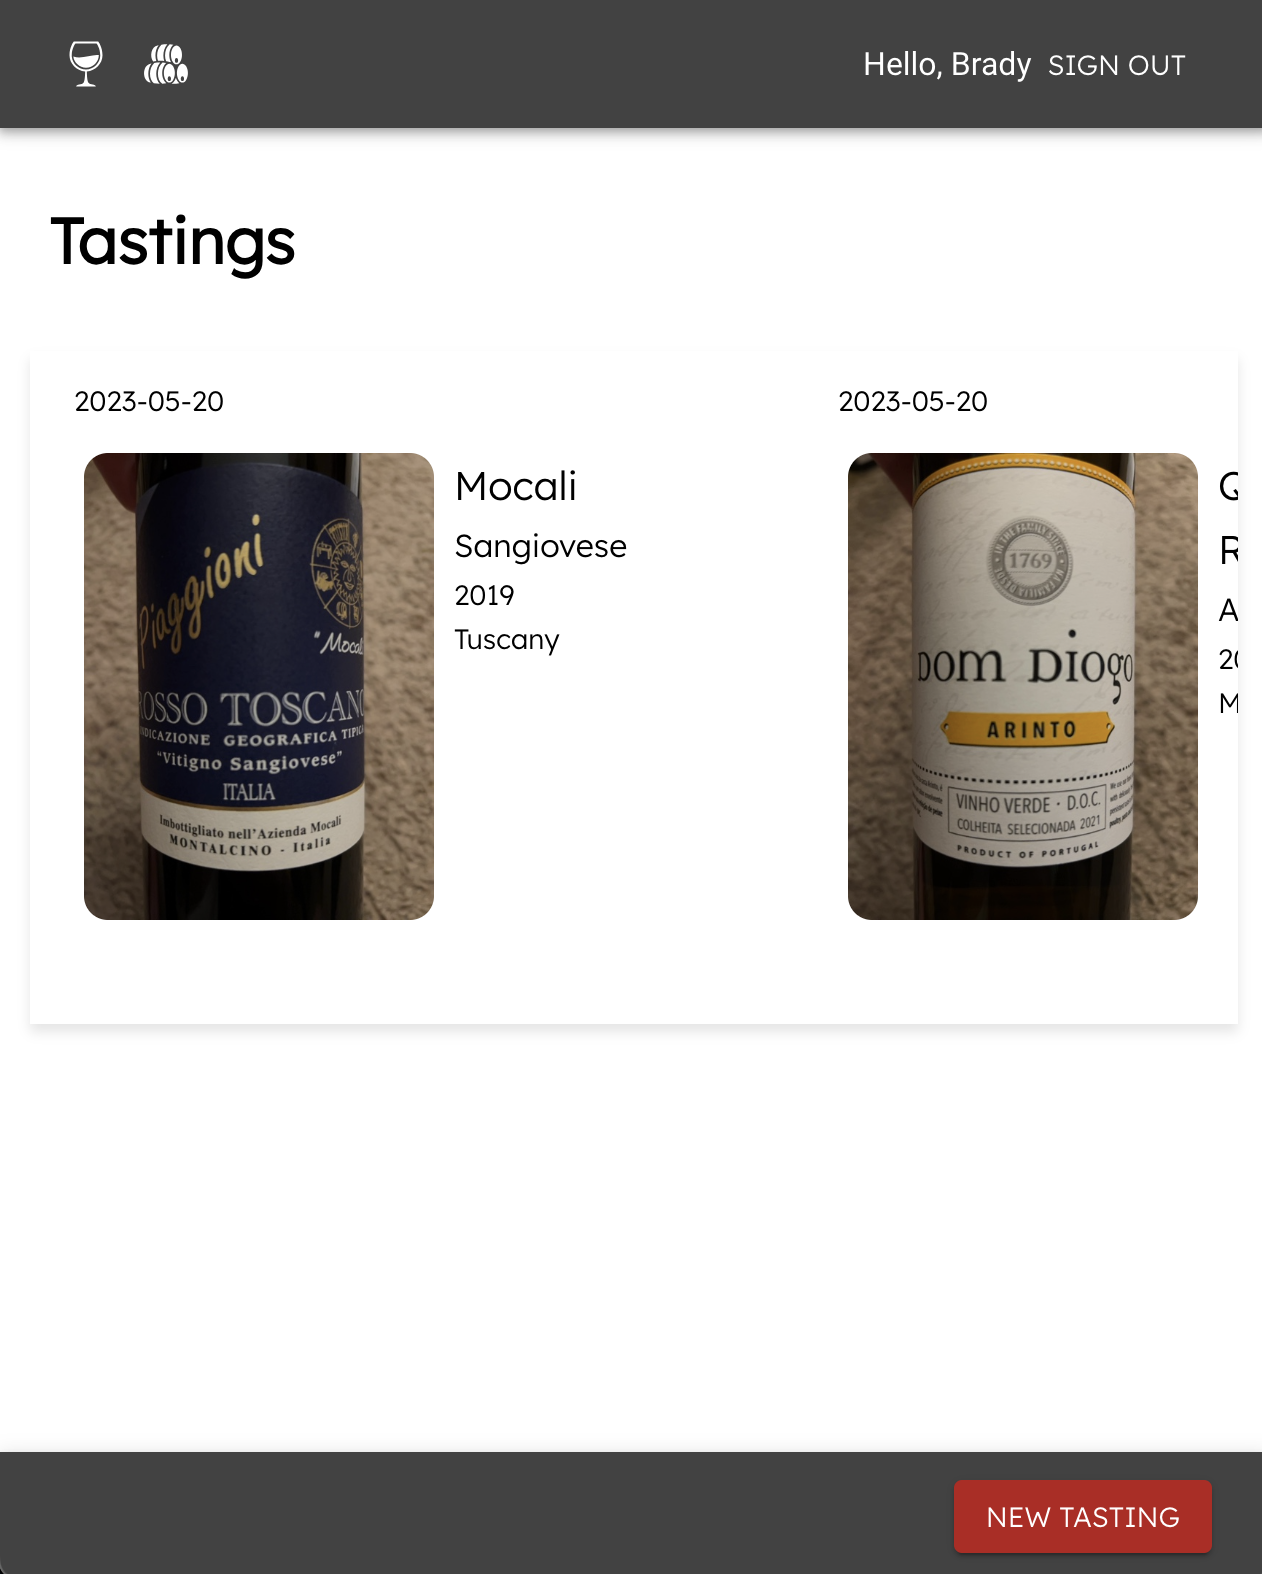 Hello, Brady SIGN OUT
Tastings
2023-05-20
Piaggioni
ROSSO TOSCANO
INDICAZIONE GEOGRAFICA TIPICA
"Vitigno Sangiovese"
ITALIA
Imbottigliato nell'Azienda Mocali
MONTALCINO - Italia
Mocali
Sangiovese
2019
Tuscany
2023-05-20
1769
DOM DIOGO
ARINTO
VINHO VERDE · D.O.C.
COLHEITA SELECIONADA 2021
PRODUCT OF PORTUGAL
NEW TASTING